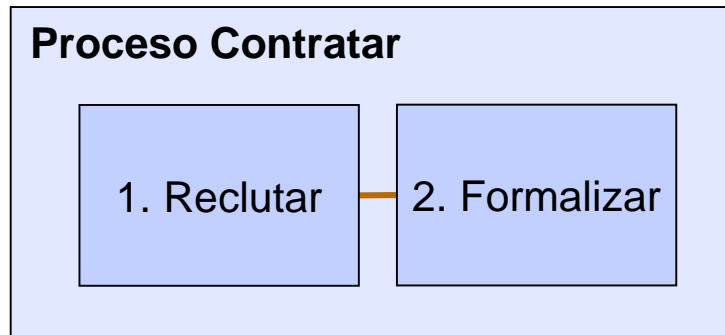 Proceso Contratar
1. Reclutar
2. Formalizar